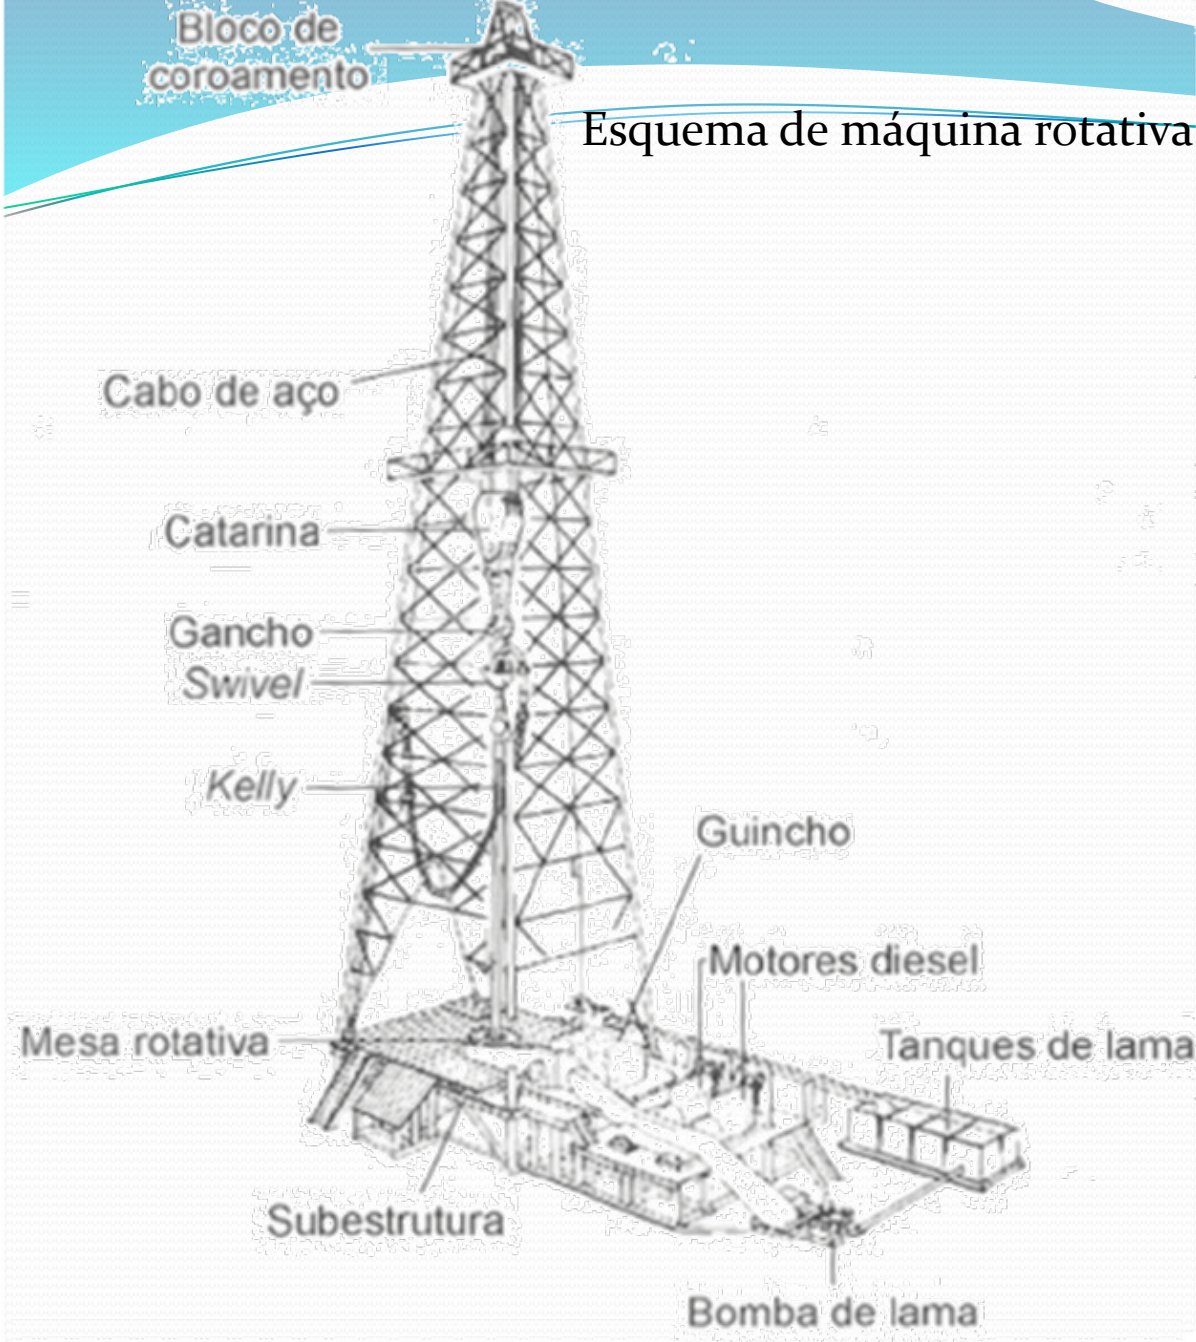 Bloco de
coroamento
Esquema de máquina rotativa
Cabo de aço
Catarina
Gancho
Swivel
Kelly
Guincho
Motores diesel
Mesa rotativa
Tanques de lama
Subestrutura
Bomba de lama